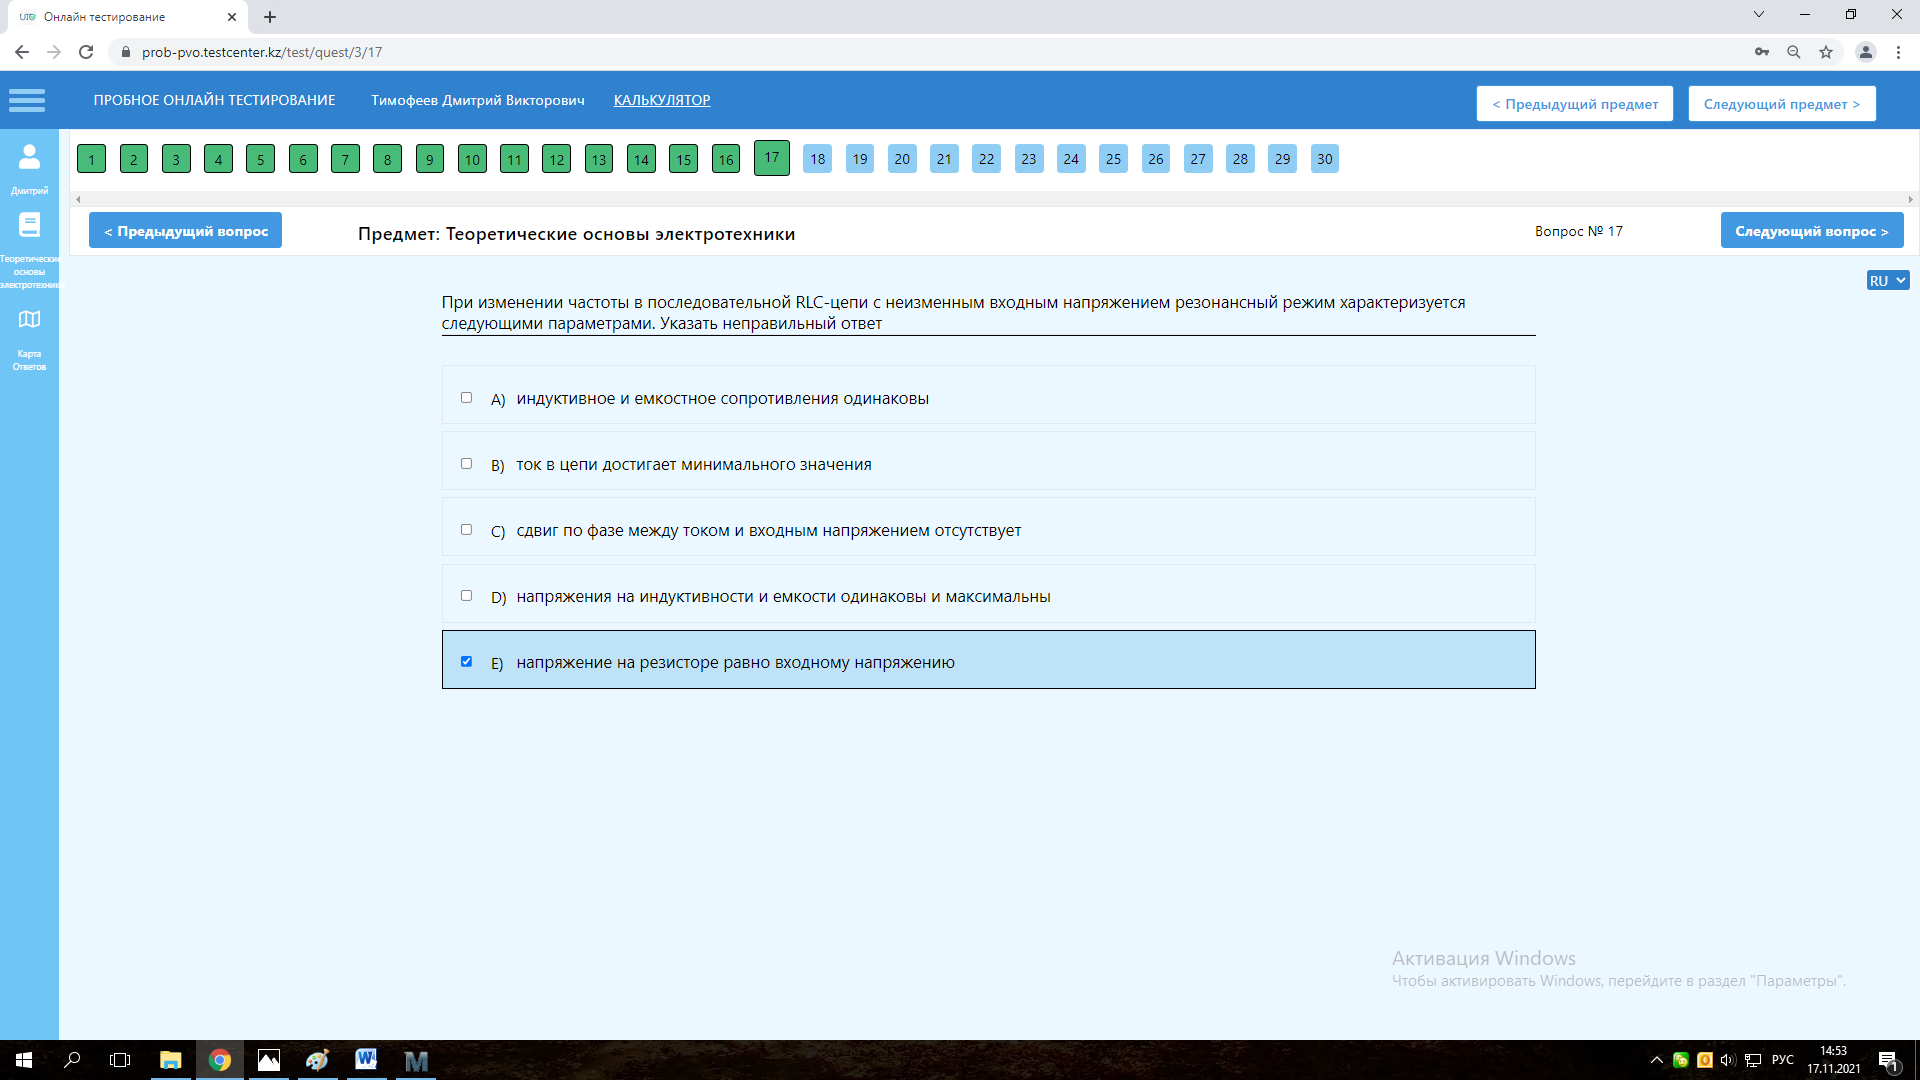 Онлайн тестирование
prob-pvo.testcenter.kz/test/quest/3/17
ПРОБНОЕ ОНЛАЙН ТЕСТИРОВАНИЕ Тимофеев Дмитрий Викторович КАЛЬКУЛЯТОР < Предыдущий предмет Следующий предмет >
1 2 3 4 5 6 7 8 9 10 11 12 13 14 15 16 17 18 19 20 21 22 23 24 25 26 27 28 29 30
Дмитрий
Теоретические
основы
электротехники
Карта
Ответов
< Предыдущий вопрос Предмет: Теоретические основы электротехники Вопрос № 17 Следующий вопрос >
RU
При изменении частоты в последовательной RLC-цепи с неизменным входным напряжением резонансный режим характеризуется
следующими параметрами. Указать неправильный ответ
A) индуктивное и емкостное сопротивления одинаковы
B) ток в цепи достигает минимального значения
C) сдвиг по фазе между током и входным напряжением отсутствует
D) напряжения на индуктивности и емкости одинаковы и максимальны
E) напряжение на резисторе равно входному напряжению
Активация Windows
Чтобы активировать Windows, перейдите в раздел "Параметры".
РУС
14:53
17.11.2021
1